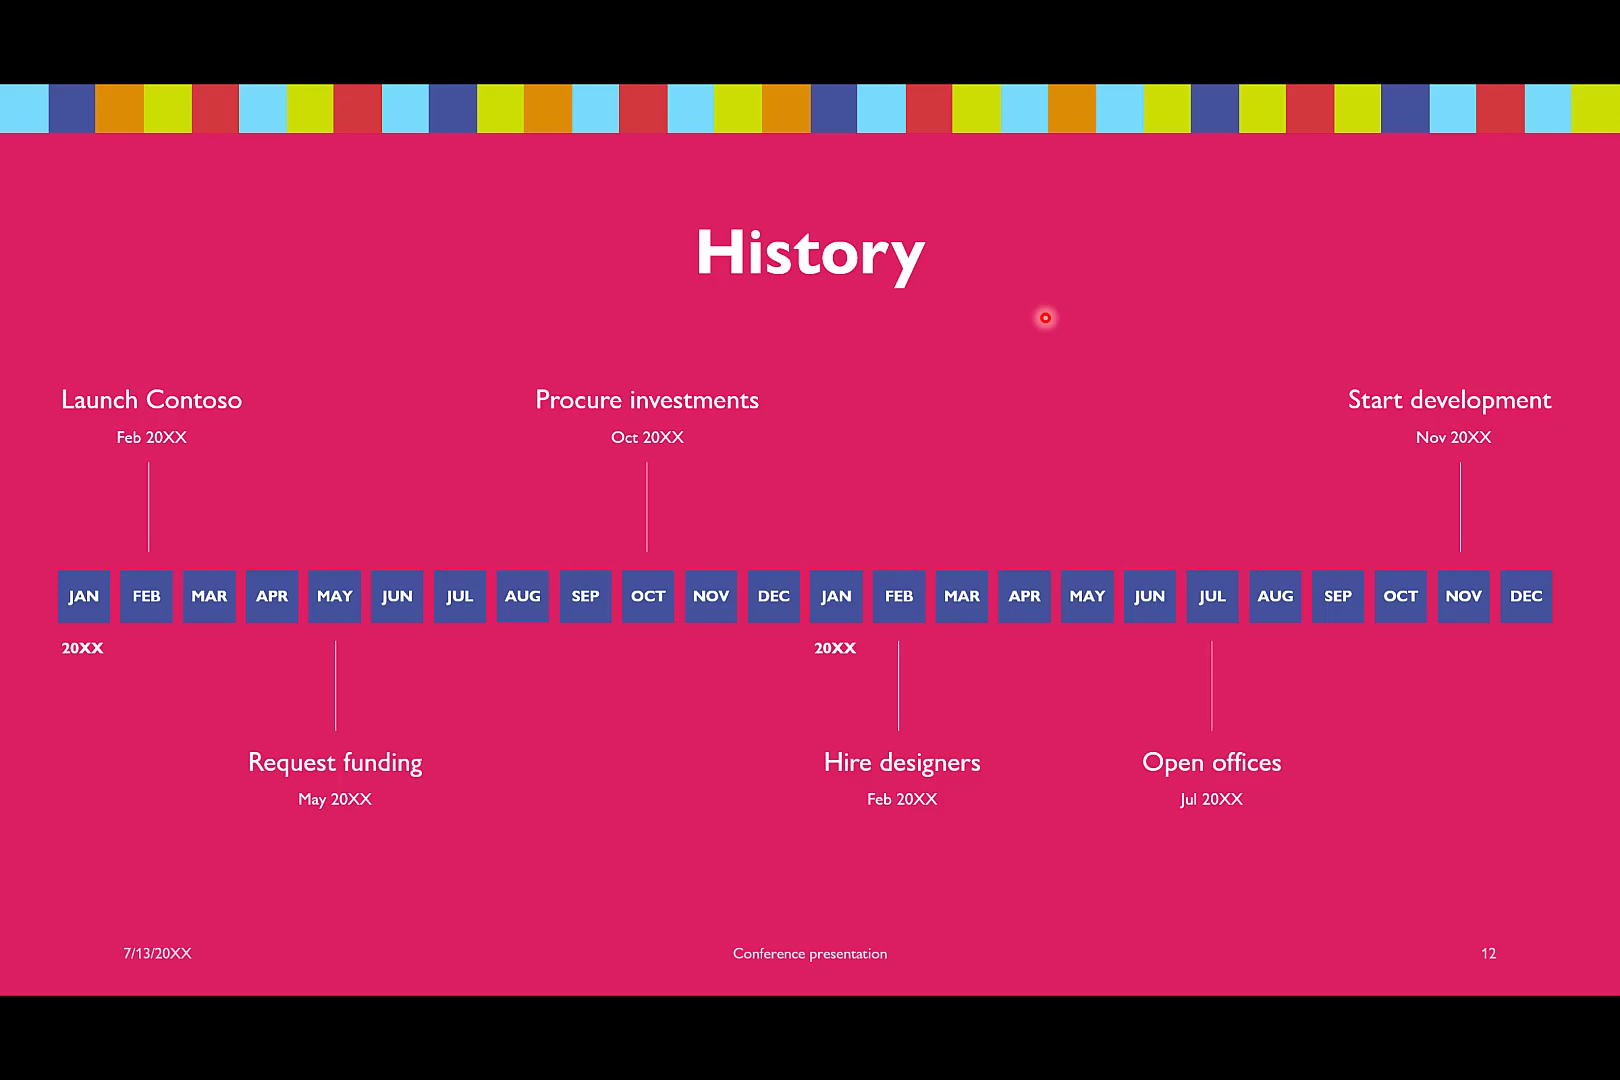 History
Launch Contoso
Feb 20XX
Procure investments
Oct 20XX
Start development
Nov 20XX
JAN FEB MAR APR MAY JUN JUL AUG SEP OCT NOV DEC JAN FEB MAR APR MAY JUN JUL AUG SEP OCT NOV DEC
20XX 20XX
Request funding
May 20XX
Hire designers
Feb 20XX
Open offices
Jul 20XX
7/13/20XX Conference presentation 12